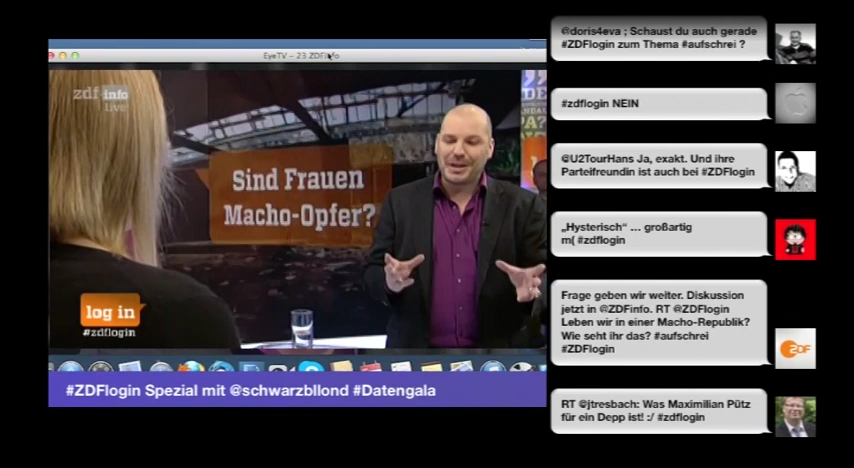 EyeTV – 23 ZDFinfo
zdf info
live
Sind Frauen
Macho-Opfer?
log in
#zdflogin
#ZDFlogin Spezial mit @schwarzbllond #Datengala
@doris4eva ; Schaust du auch gerade
#ZDFlogin zum Thema #aufschrei ?
#zdflogin NEIN
@U2TourHans Ja, exakt. Und ihre
Parteifreundin ist auch bei #ZDFlogin
„Hysterisch“ ... großartig
m( #zdflogin
Frage geben wir weiter. Diskussion
jetzt in @ZDFinfo. RT @ZDFlogin
Leben wir in einer Macho-Republik?
Wie seht ihr das? #aufschrei
#ZDFlogin
ZDF
RT @jtresbach: Was Maximilian Pütz
für ein Depp ist! :/ #zdflogin